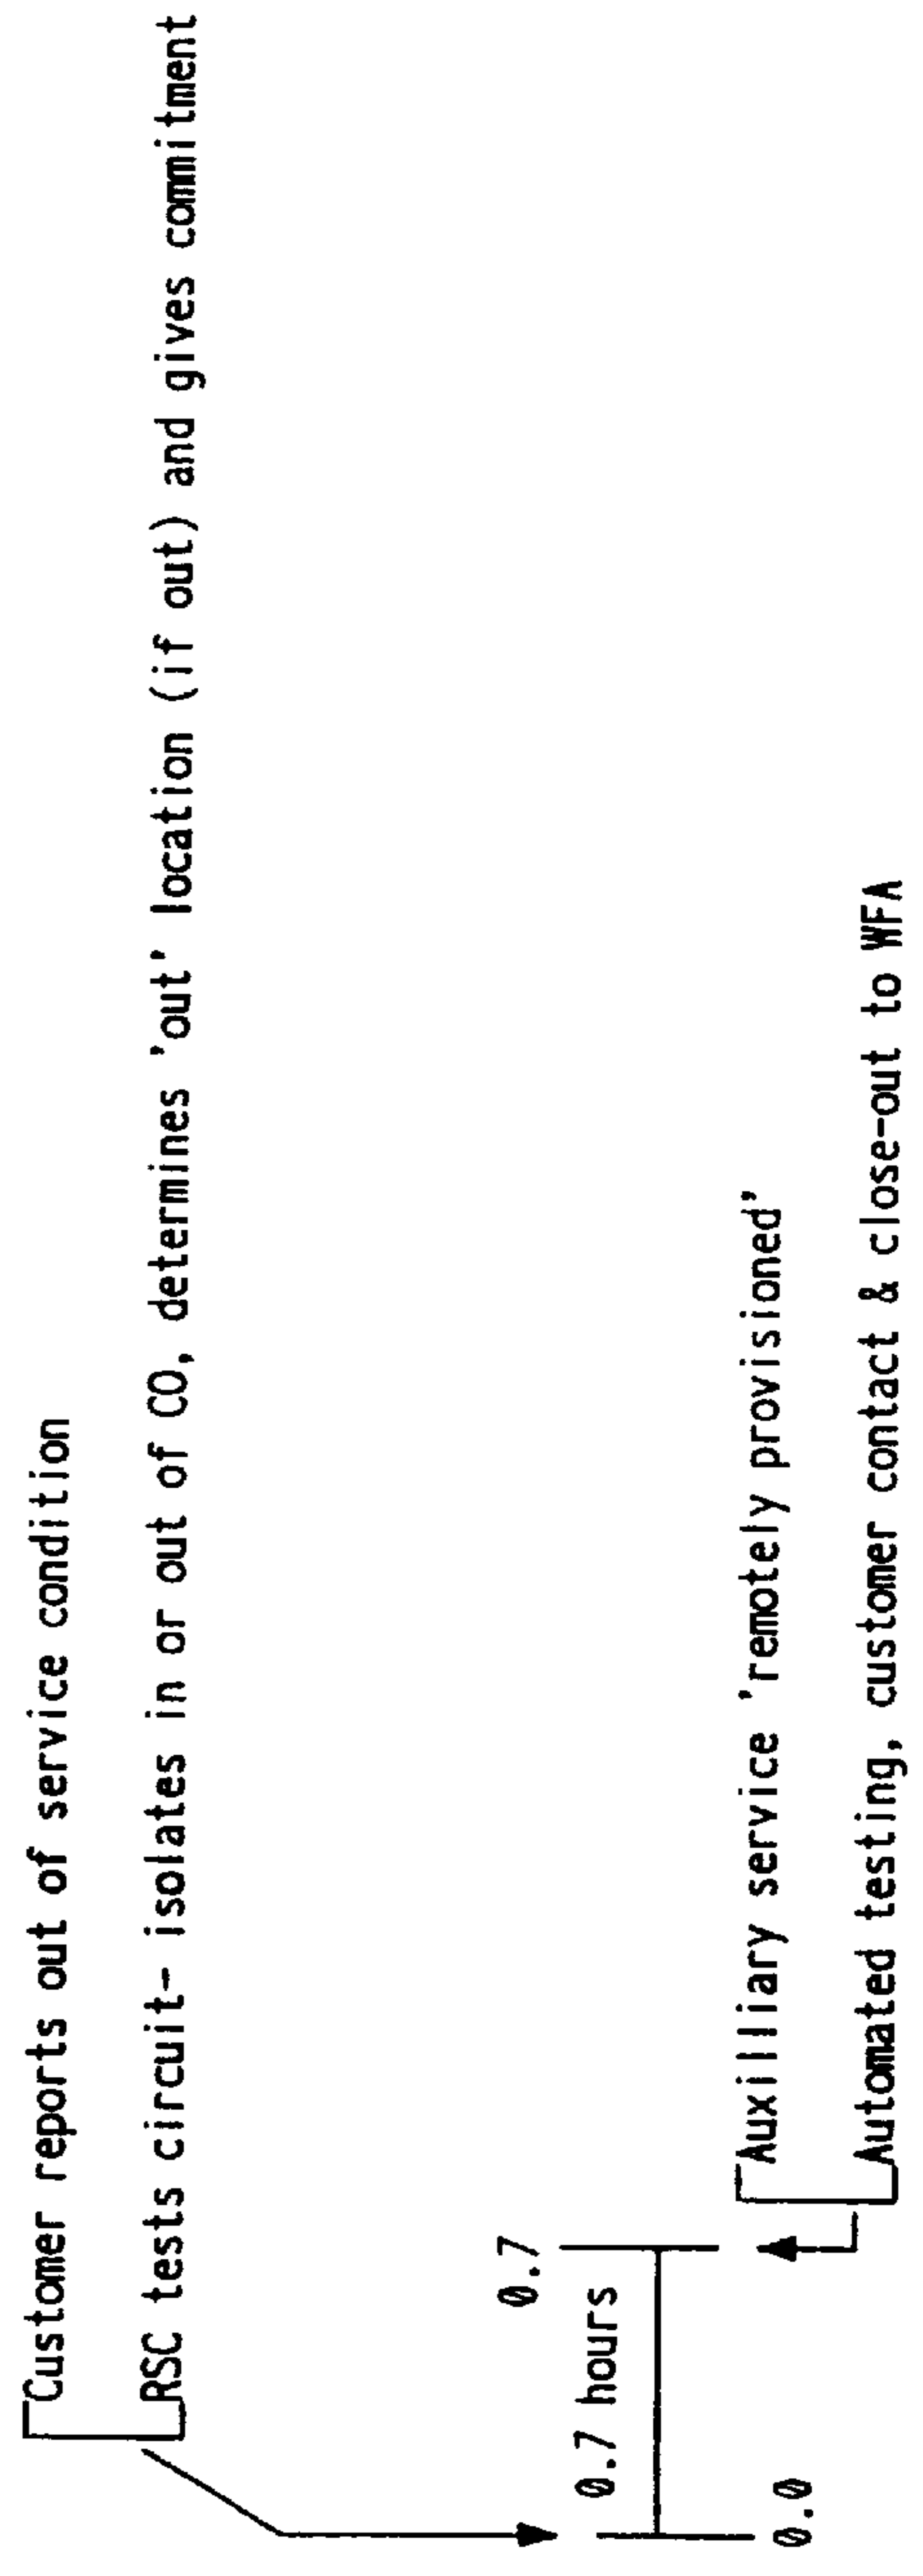 Customer reports out of service condition
RSC tests circuit- isolates in or out of CO, determines 'out' location (if out) and gives commitment
0.7
0.7 hours
0.0
Auxilliary service 'remotely provisioned'
Automated testing, customer contact & close-out to WFA